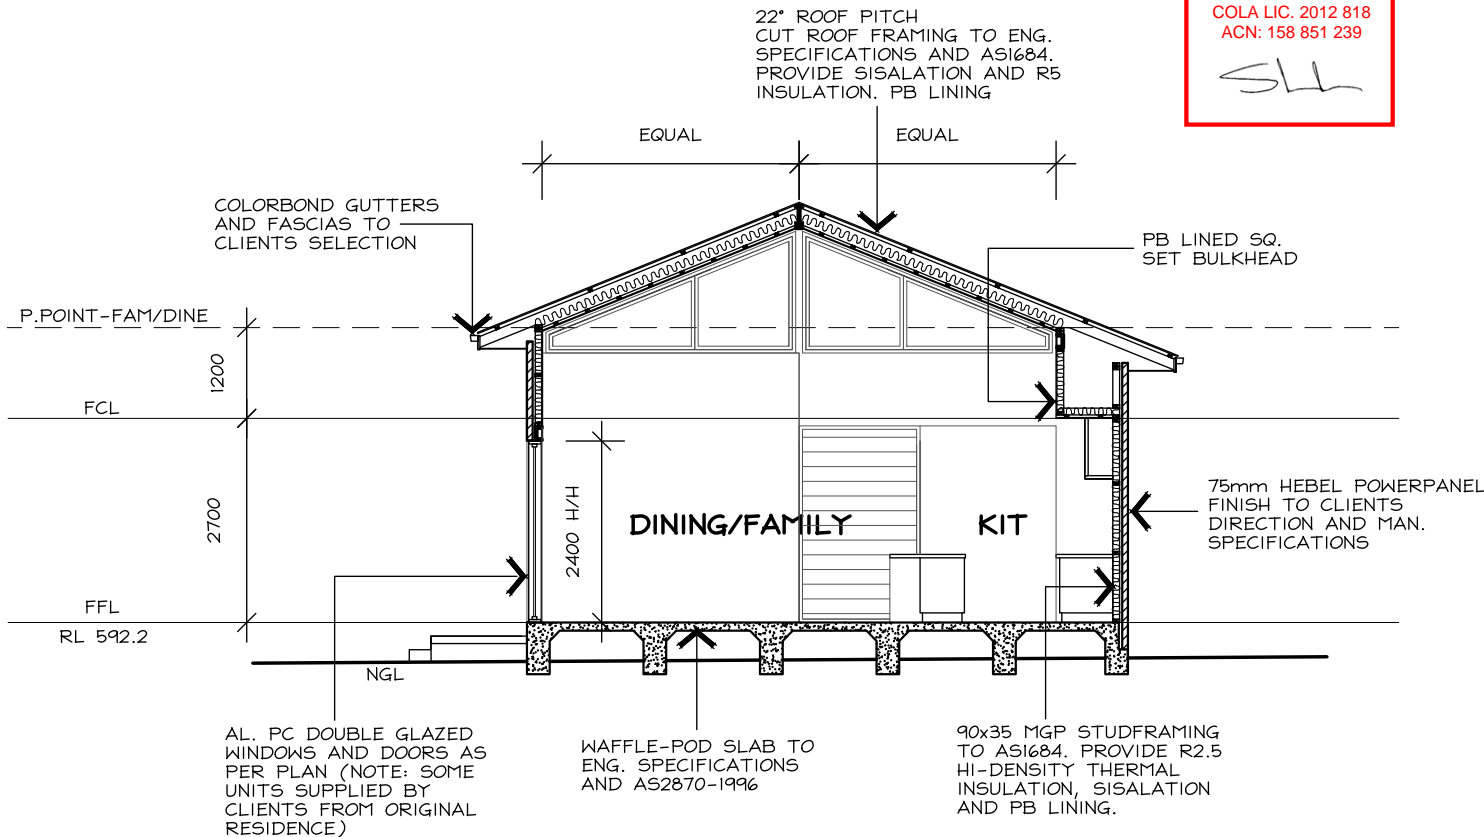 22° ROOF PITCH
CUT ROOF FRAMING TO ENG.
SPECIFICATIONS AND AS1684.
PROVIDE SISALATION AND R5
INSULATION. PB LINING
COLA LIC. 2012 818
ACN: 158 851 239
EQUAL
EQUAL
COLORBOND GUTTERS
AND FASCIAS TO
CLIENTS SELECTION
PB LINED SQ.
SET BULKHEAD
P.POINT-FAM/DINE
1200
FCL
2700
2400 H/H
DINING/FAMILY
KIT
75mm HEBEL POWERPANEL
FINISH TO CLIENTS
DIRECTION AND MAN.
SPECIFICATIONS
FFL
RL 592.2
NGL
AL. PC DOUBLE GLAZED
WINDOWS AND DOORS AS
PER PLAN (NOTE: SOME
UNITS SUPPLIED BY
CLIENTS FROM ORIGINAL
RESIDENCE)
WAFFLE-POD SLAB TO
ENG. SPECIFICATIONS
AND AS2870-1996
90x35 MGP STUDFRAMING
TO AS1684. PROVIDE R2.5
HI-DENSITY THERMAL
INSULATION, SISALATION
AND PB LINING.